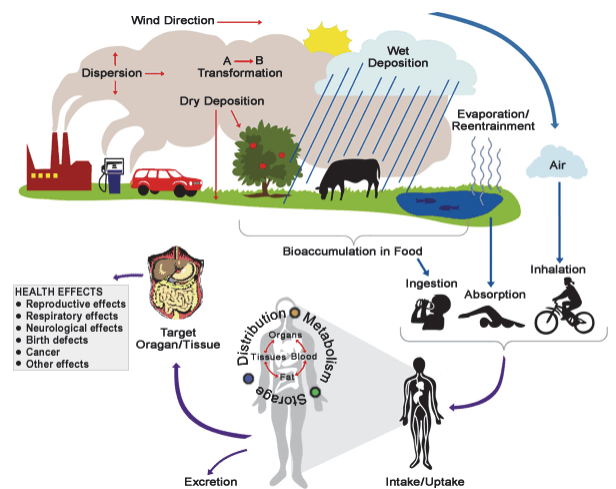 Wind Direction
Dispersion
A B
Transformation
Dry Deposition
Wet
Deposition
Evaporation/
Reentrainment
Air
Bioaccumulation in Food
Ingestion
Absorption
Inhalation
HEALTH EFFECTS
Reproductive effects
Respiratory effects
Neurological effects
Birth defects
Cancer
Other effects
Target
Oragan/Tissue
Distribution
Metabolism
Storage
Organs
Tissues Blood
Fat
Excretion
Intake/Uptake